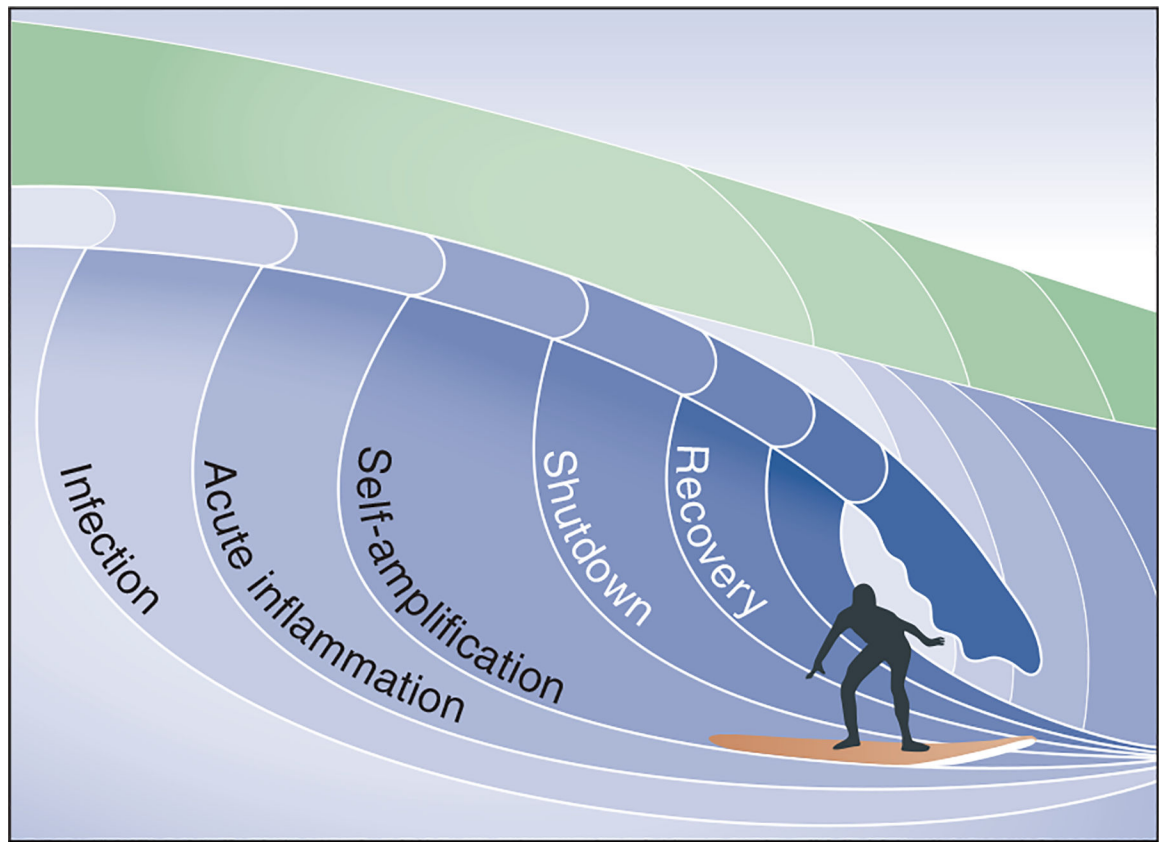 Infection
Acute inflammation
Self-amplification
Shutdown
Recovery